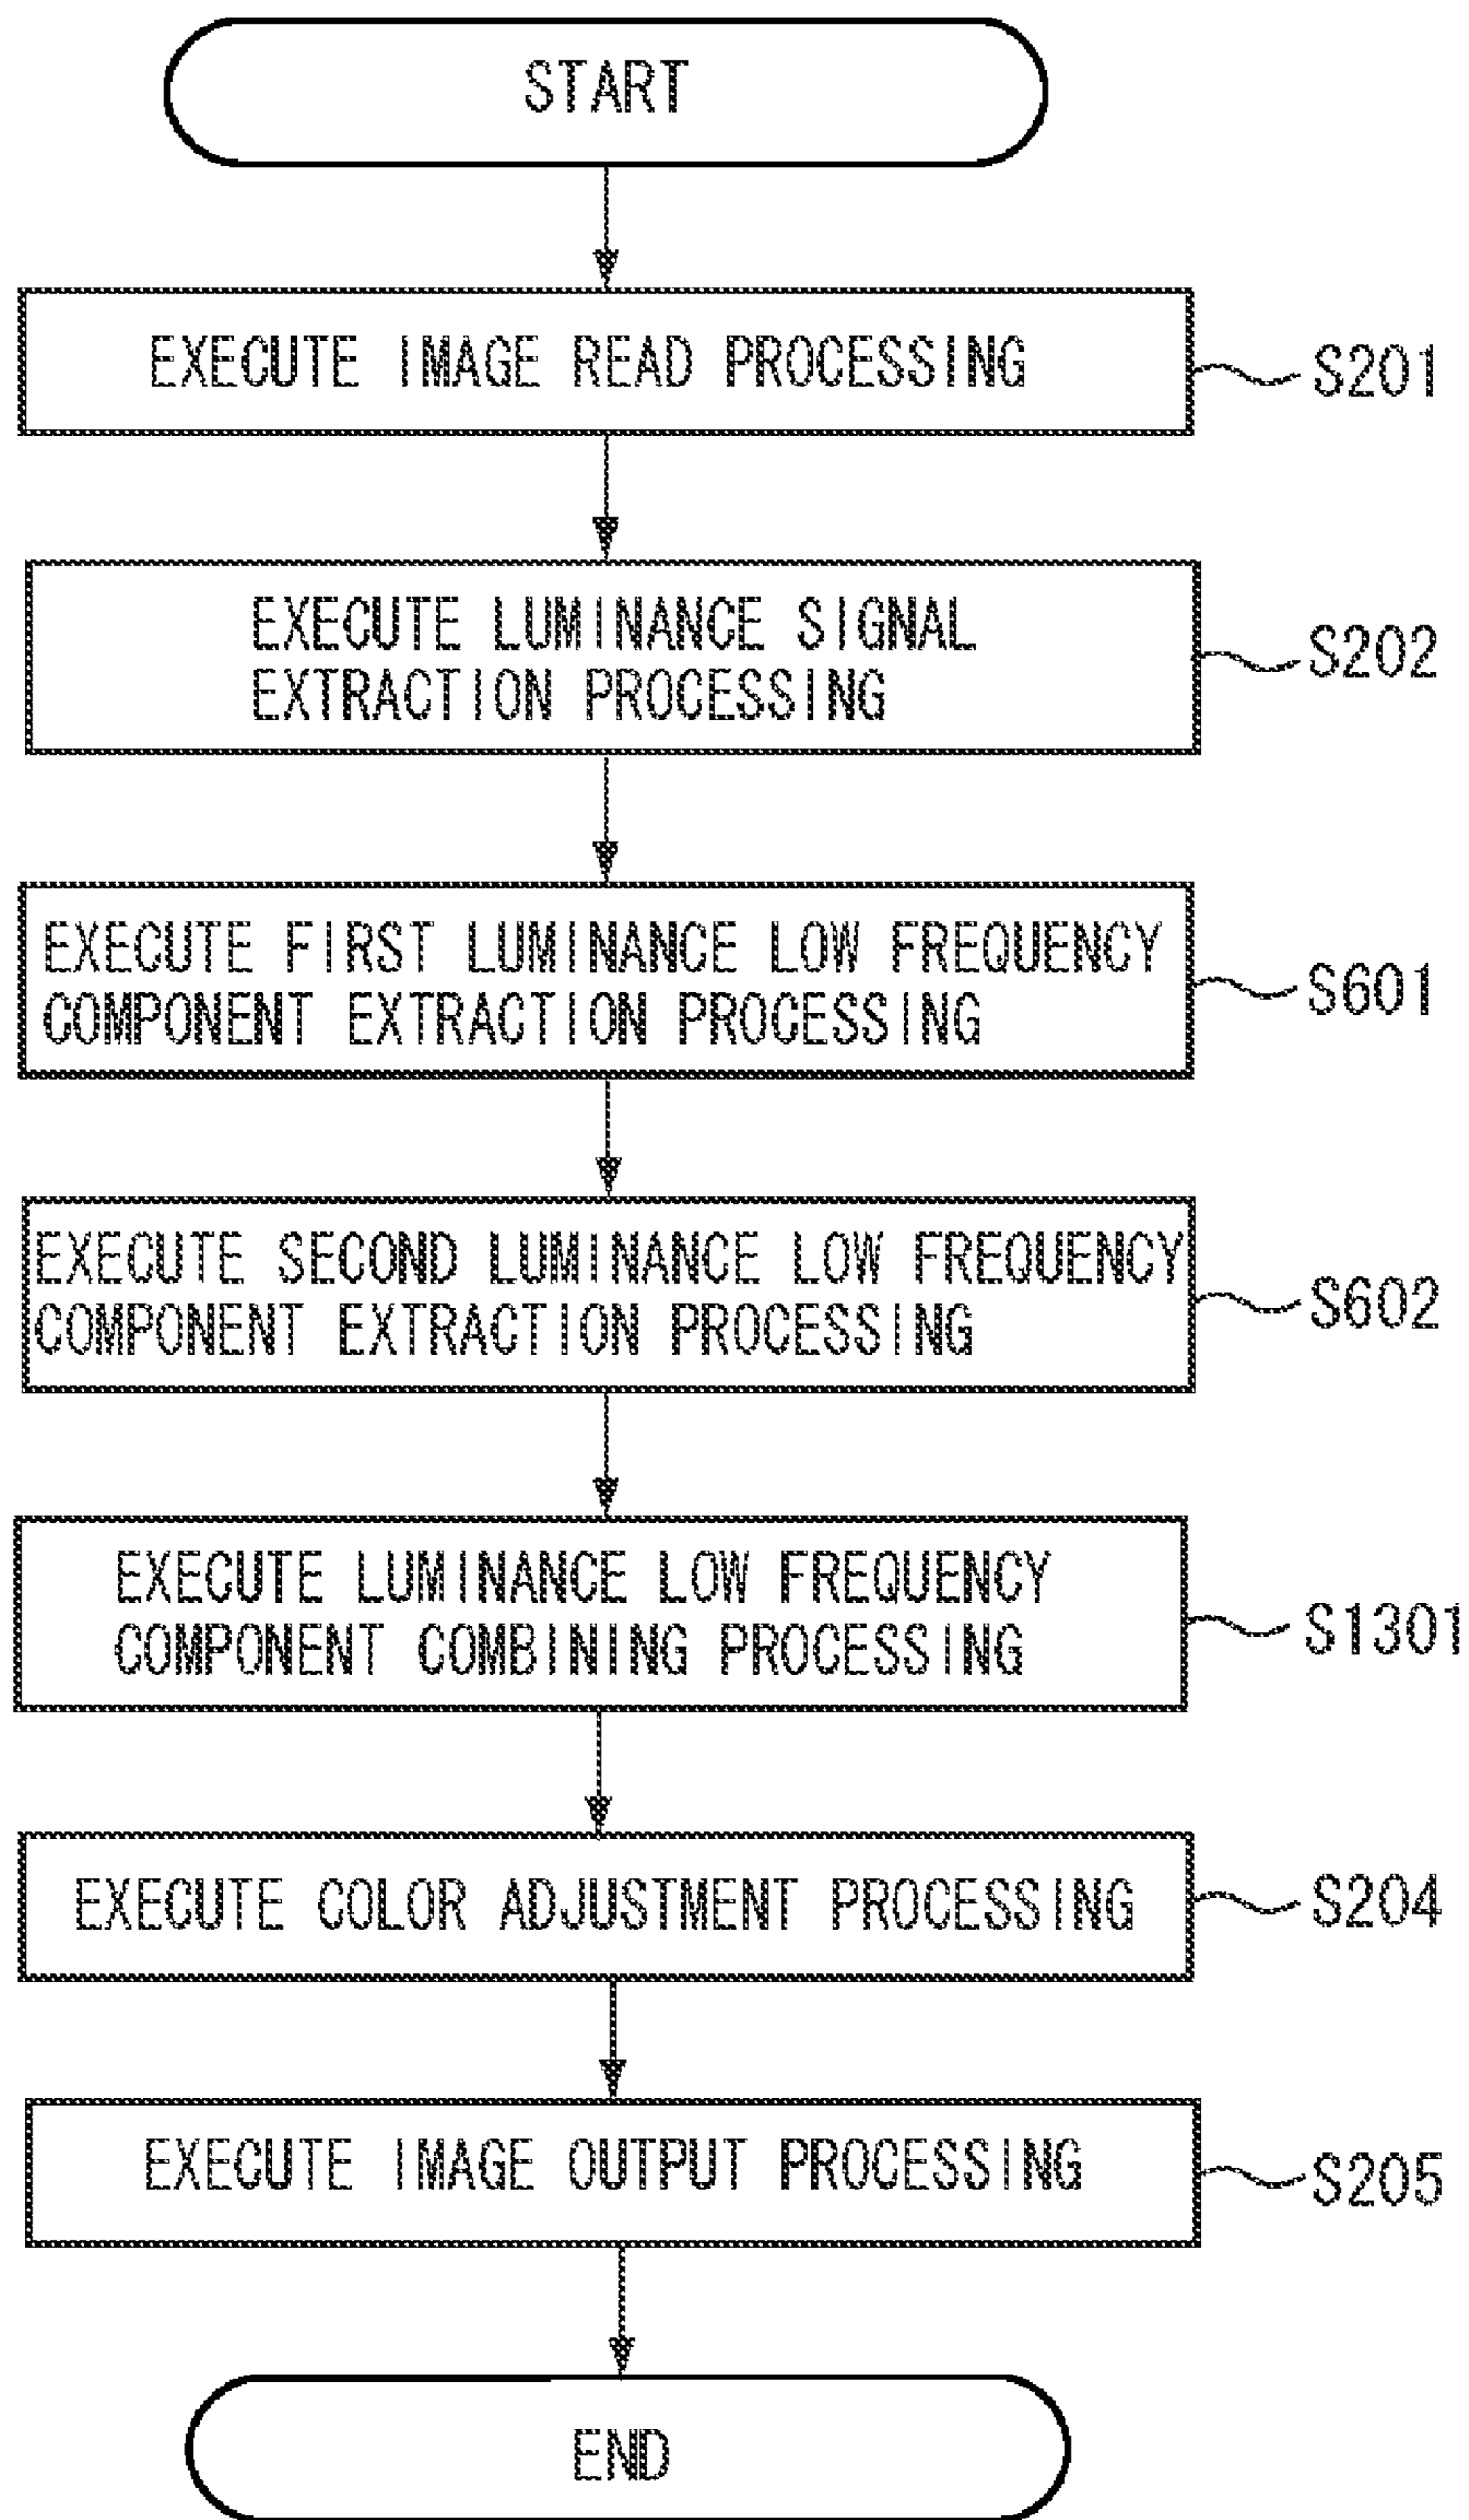 START
EXECUTE IMAGE READ PROCESSING
S201
EXECUTE LUMINANCE SIGNAL
EXTRACTION PROCESSING
S202
EXECUTE FIRST LUMINANCE LOW FREQUENCY
COMPONENT EXTRACTION PROCESSING
S601
EXECUTE SECOND LUMINANCE LOW FREQUENCY
COMPONENT EXTRACTION PROCESSING
S602
EXECUTE LUMINANCE LOW FREQUENCY
COMPONENT COMBINING PROCESSING
S1301
EXECUTE COLOR ADJUSTMENT PROCESSING
S204
EXECUTE IMAGE OUTPUT PROCESSING
S205
END